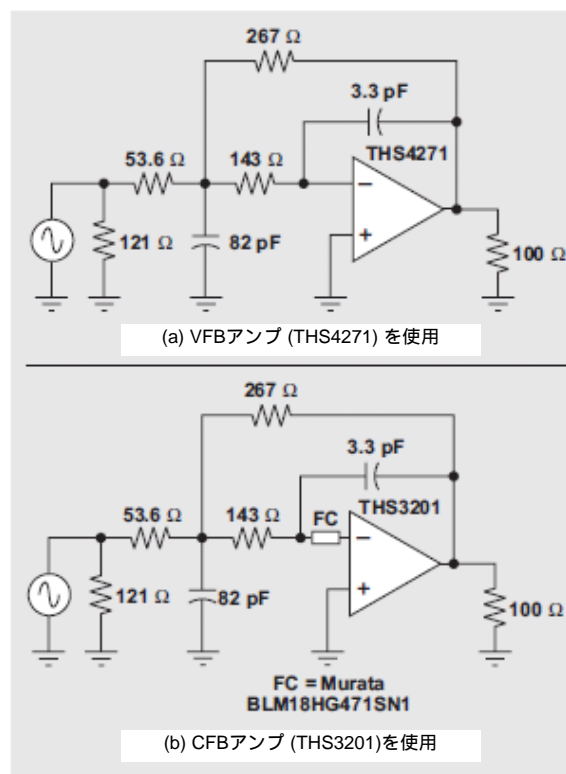 267 Ω
3.3 pF
THS4271
53.6 Ω
143 Ω
−
+
121 Ω
82 pF
100 Ω
(a) VFBアンプ (THS4271) を使用
267 Ω
3.3 pF
THS3201
53.6 Ω
143 Ω
FC
−
+
121 Ω
82 pF
100 Ω
FC = Murata
BLM18HG471SN1
(b) CFBアンプ (THS3201)を使用